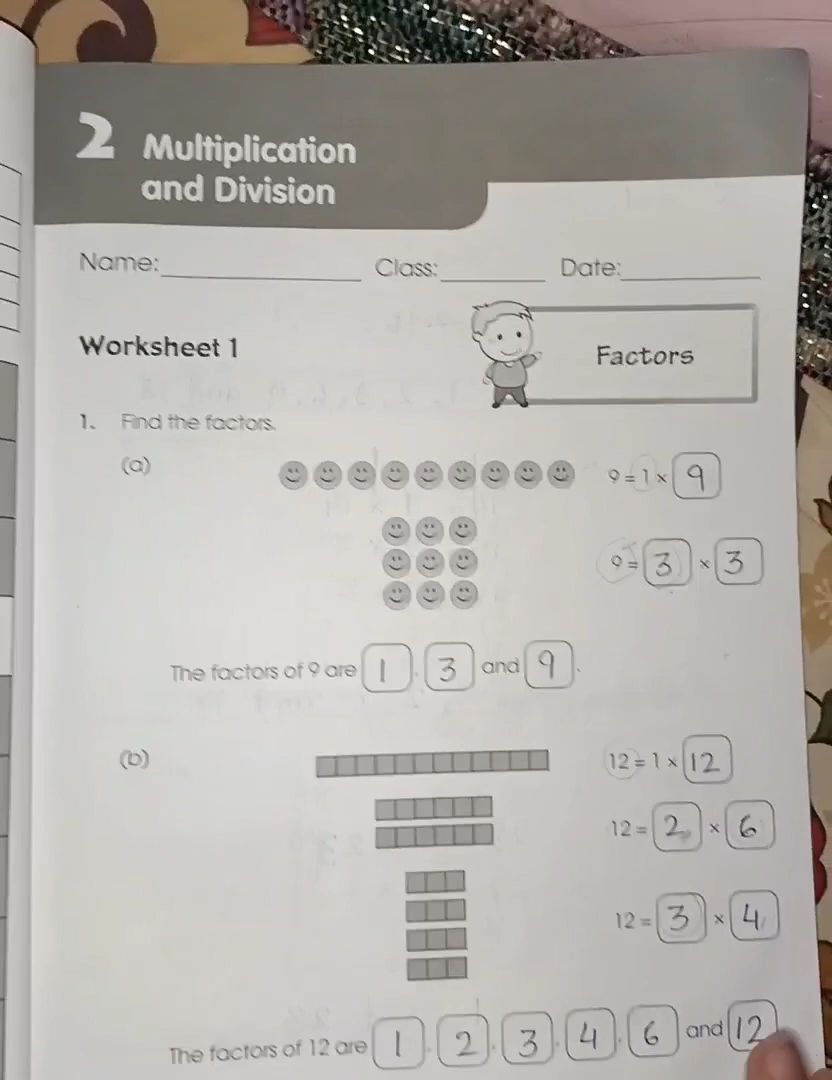 2 Multiplication
and Division
Name: Class: Date:
Worksheet 1
Factors
1. Find the factors.
(a)
9 = 1 × 9
9 = 3 × 3
The factors of 9 are 1, 3 and 9.
(b)
12 = 1 × 12
12 = 2 × 6
12 = 3 × 4
The factors of 12 are 1, 2, 3, 4, 6 and 12